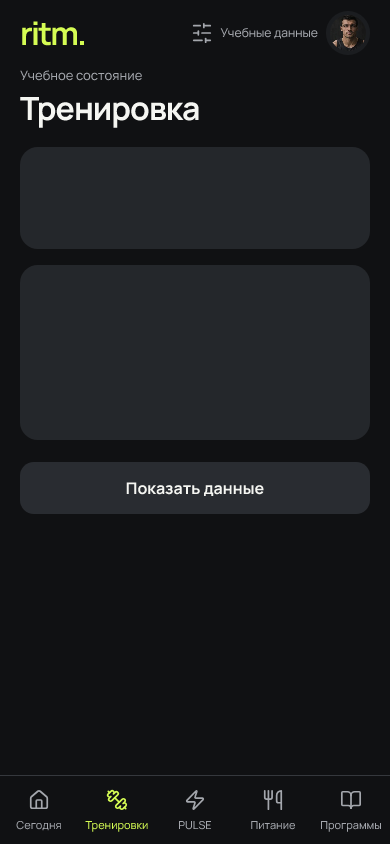 ritm.
Учебные данные
Учебное состояние
Тренировка
Показать данные
Сегодня
Тренировки
PULSE
Питание
Программы